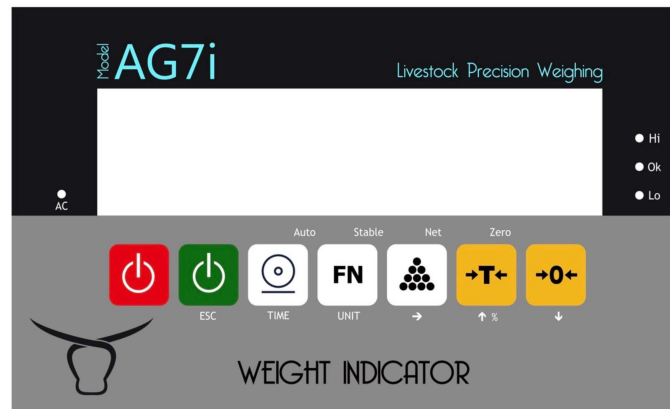 Model AG7i
Livestock Precision Weighing
Hi
Ok
Lo
AC
Auto Stable Net Zero
FN →T← →0←
ESC TIME UNIT → ↑ % ↓
WEIGHT INDICATOR